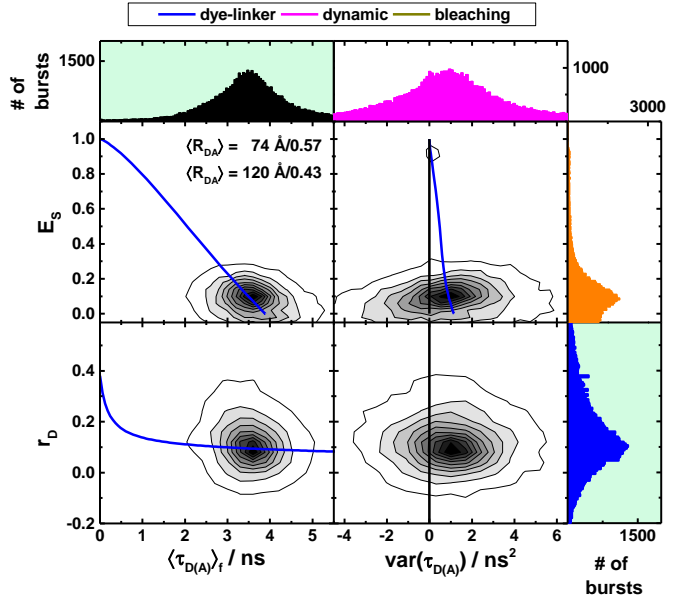 dye-linker dynamic bleaching
1500
# of
bursts
1000
3000
1.0
0.8
0.6
0.4
0.2
0.0
E_S
⟨R_DA⟩ = 74 Å/0.57
⟨R_DA⟩ = 120 Å/0.43
0.4
0.2
0.0
-0.2
r_D
0 1 2 3 4 5
-4 -2 0 2 4 6
1500
⟨τ_D(A)⟩_f / ns
var(τ_D(A)) / ns²
# of
bursts